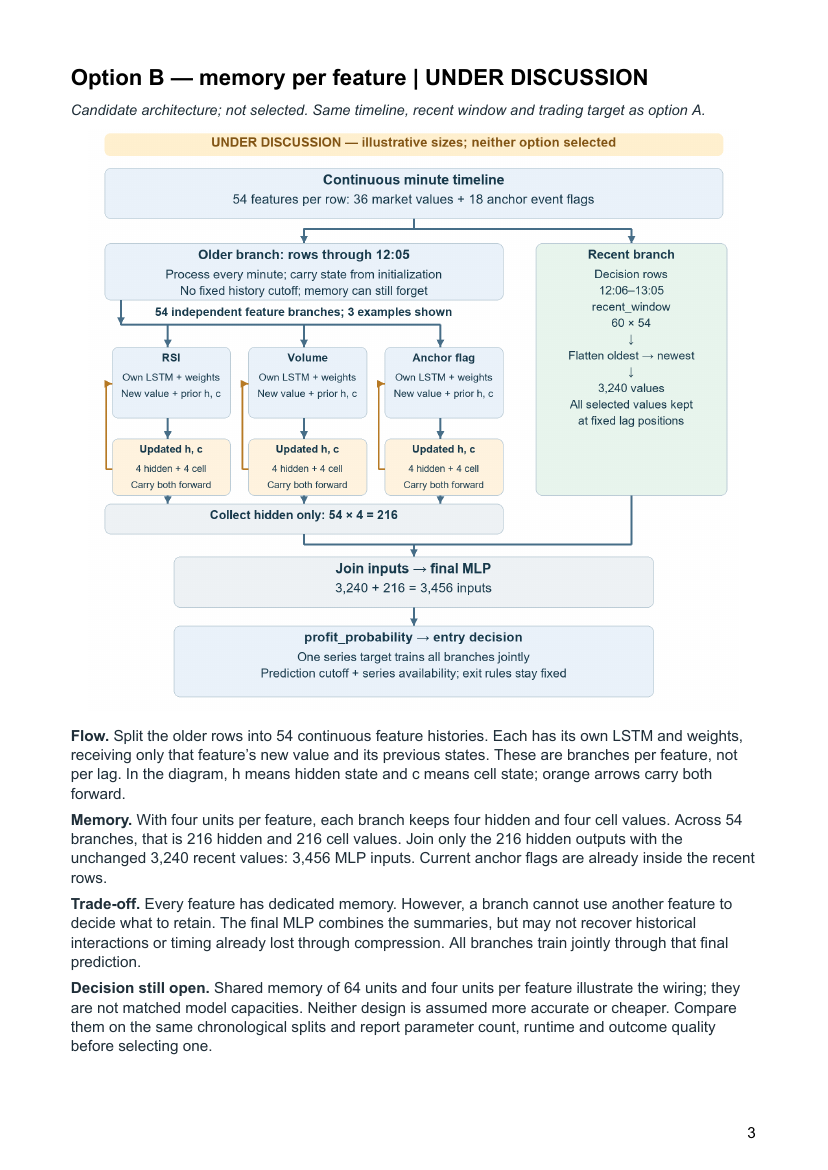 Option B — memory per feature | UNDER DISCUSSION
Candidate architecture; not selected. Same timeline, recent window and trading target as option A.
UNDER DISCUSSION — illustrative sizes; neither option selected
Continuous minute timeline
54 features per row: 36 market values + 18 anchor event flags
Older branch: rows through 12:05
Process every minute; carry state from initialization
No fixed history cutoff; memory can still forget
54 independent feature branches; 3 examples shown
RSI
Own LSTM + weights
New value + prior h, c
Volume
Own LSTM + weights
New value + prior h, c
Anchor flag
Own LSTM + weights
New value + prior h, c
Updated h, c
4 hidden + 4 cell
Carry both forward
Updated h, c
4 hidden + 4 cell
Carry both forward
Updated h, c
4 hidden + 4 cell
Carry both forward
Collect hidden only: 54 × 4 = 216
Recent branch
Decision rows
12:06–13:05
recent_window
60 × 54
↓
Flatten oldest → newest
↓
3,240 values
All selected values kept
at fixed lag positions
Join inputs → final MLP
3,240 + 216 = 3,456 inputs
profit_probability → entry decision
One series target trains all branches jointly
Prediction cutoff + series availability; exit rules stay fixed
Flow. Split the older rows into 54 continuous feature histories. Each has its own LSTM and weights,
receiving only that feature’s new value and its previous states. These are branches per feature, not
per lag. In the diagram, h means hidden state and c means cell state; orange arrows carry both
forward.
Memory. With four units per feature, each branch keeps four hidden and four cell values. Across 54
branches, that is 216 hidden and 216 cell values. Join only the 216 hidden outputs with the
unchanged 3,240 recent values: 3,456 MLP inputs. Current anchor flags are already inside the recent
rows.
Trade-off. Every feature has dedicated memory. However, a branch cannot use another feature to
decide what to retain. The final MLP combines the summaries, but may not recover historical
interactions or timing already lost through compression. All branches train jointly through that final
prediction.
Decision still open. Shared memory of 64 units and four units per feature illustrate the wiring; they
are not matched model capacities. Neither design is assumed more accurate or cheaper. Compare
them on the same chronological splits and report parameter count, runtime and outcome quality
before selecting one.
3